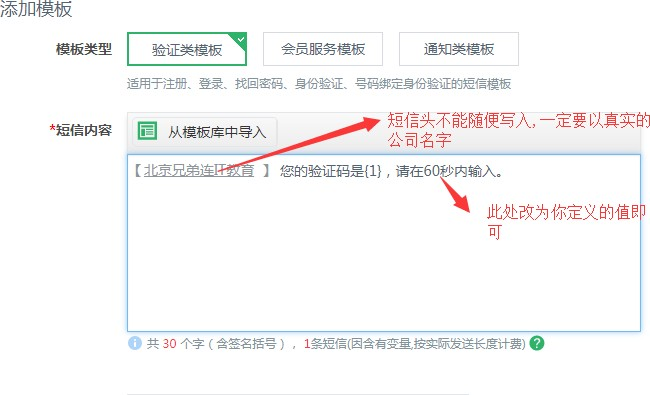 添加模板
模板类型
验证类模板
会员服务模板
通知类模板
适用于注册、登录、找回密码、身份验证、号码绑定身份验证的短信模板
*短信内容
从模板库中导入
短信头不能随便写入,一定要以真实的
公司名字
【北京兄弟连IT教育 】 您的验证码是{1}，请在60秒内输入。
此处改为你定义的值即
可
共 30 个字（含签名括号），1条短信(因含有变量,按实际发送长度计费)